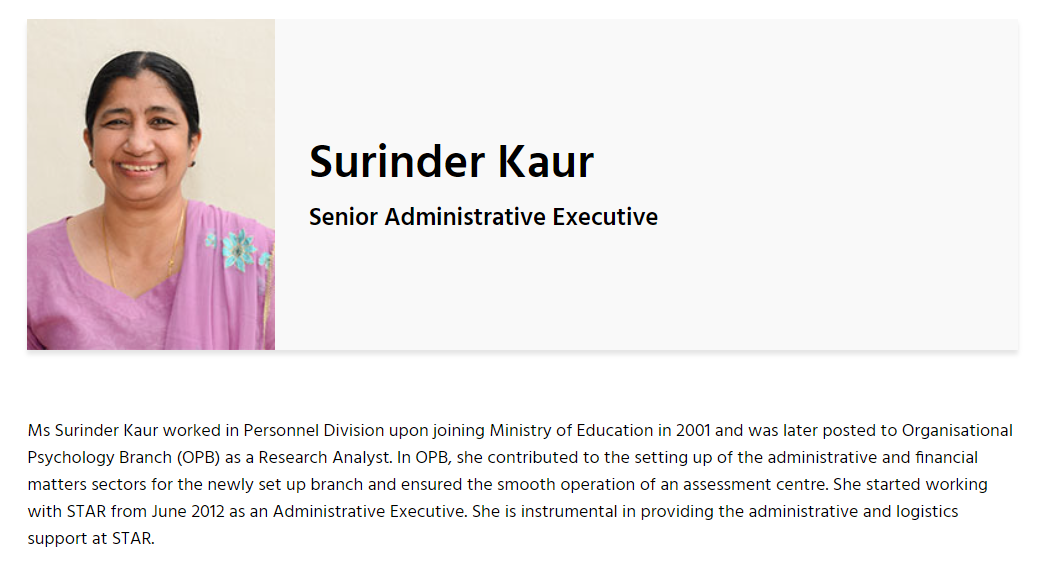 Surinder Kaur
Senior Administrative Executive
Ms Surinder Kaur worked in Personnel Division upon joining Ministry of Education in 2001 and was later posted to Organisational
Psychology Branch (OPB) as a Research Analyst. In OPB, she contributed to the setting up of the administrative and financial
matters sectors for the newly set up branch and ensured the smooth operation of an assessment centre. She started working
with STAR from June 2012 as an Administrative Executive. She is instrumental in providing the administrative and logistics
support at STAR.